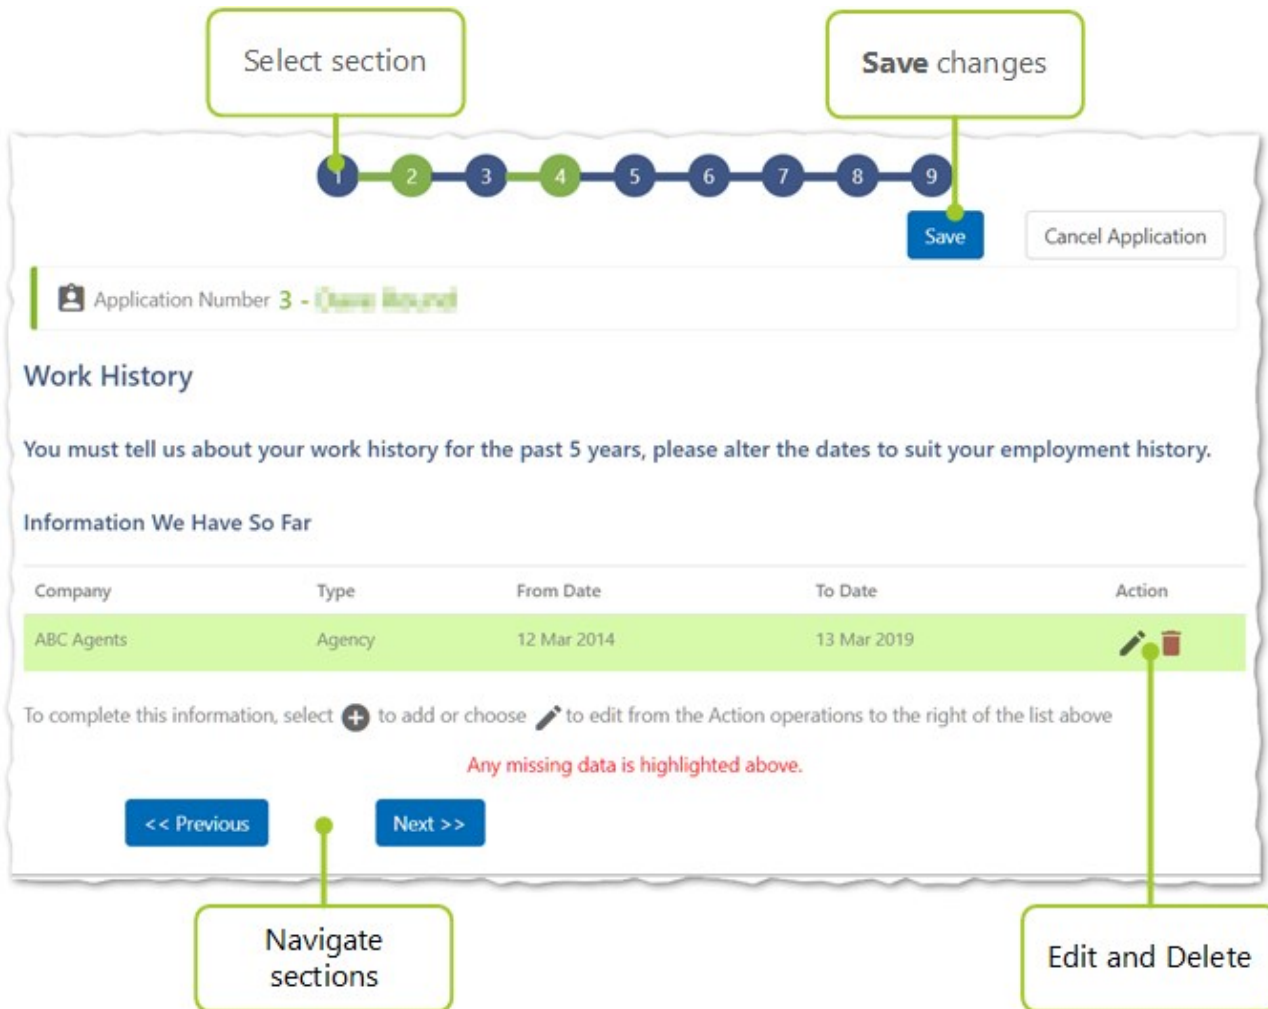 Select section
Save changes
1 2 3 4 5 6 7 8 9
Save Cancel Application
Application Number 3 -
Work History
You must tell us about your work history for the past 5 years, please alter the dates to suit your employment history.
Information We Have So Far
Company Type From Date To Date Action
ABC Agents Agency 12 Mar 2014 13 Mar 2019
To complete this information, select to add or choose to edit from the Action operations to the right of the list above
Any missing data is highlighted above.
<< Previous Next >>
Navigate
sections
Edit and Delete